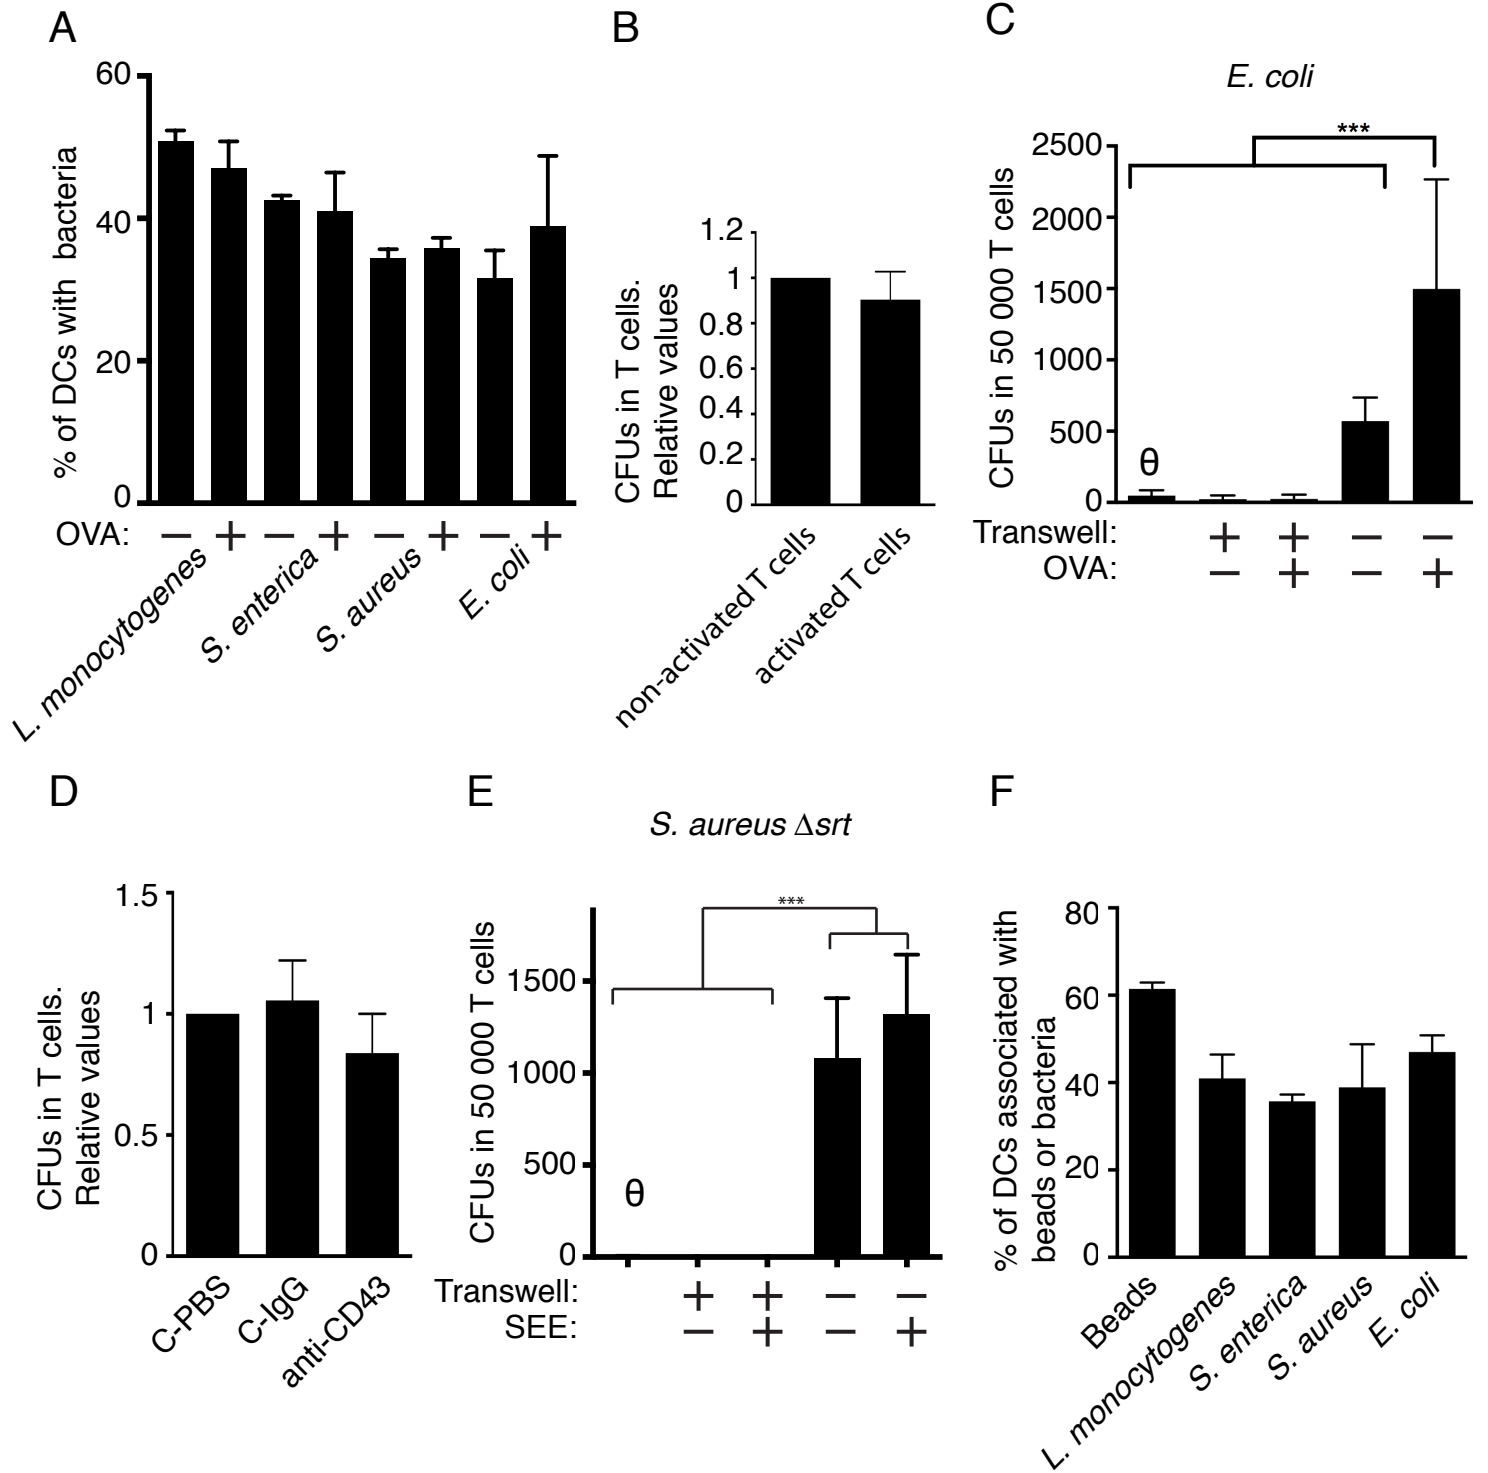 A
60
40
20
0
% of DCs with bacteria
OVA: — + — + — + — +
L. monocytogenes
S. enterica
S. aureus
E. coli
B
1.2
1
0.8
0.6
0.4
0.2
0
CFUs in T cells.
Relative values
non-activated T cells
activated T cells
C
E. coli
***
2500
2000
1500
1000
500
0
CFUs in 50 000 T cells
θ
Transwell: + + — —
OVA: — + — +
D
1.5
1
0.5
0
CFUs in T cells.
Relative values
C-PBS
C-IgG
anti-CD43
E
S. aureus Δsrt
***
1500
1000
500
0
CFUs in 50 000 T cells
θ
Transwell: + + — —
SEE: — + — +
F
80
60
40
20
0
% of DCs associated with
beads or bacteria
Beads
L. monocytogenes
S. enterica
S. aureus
E. coli